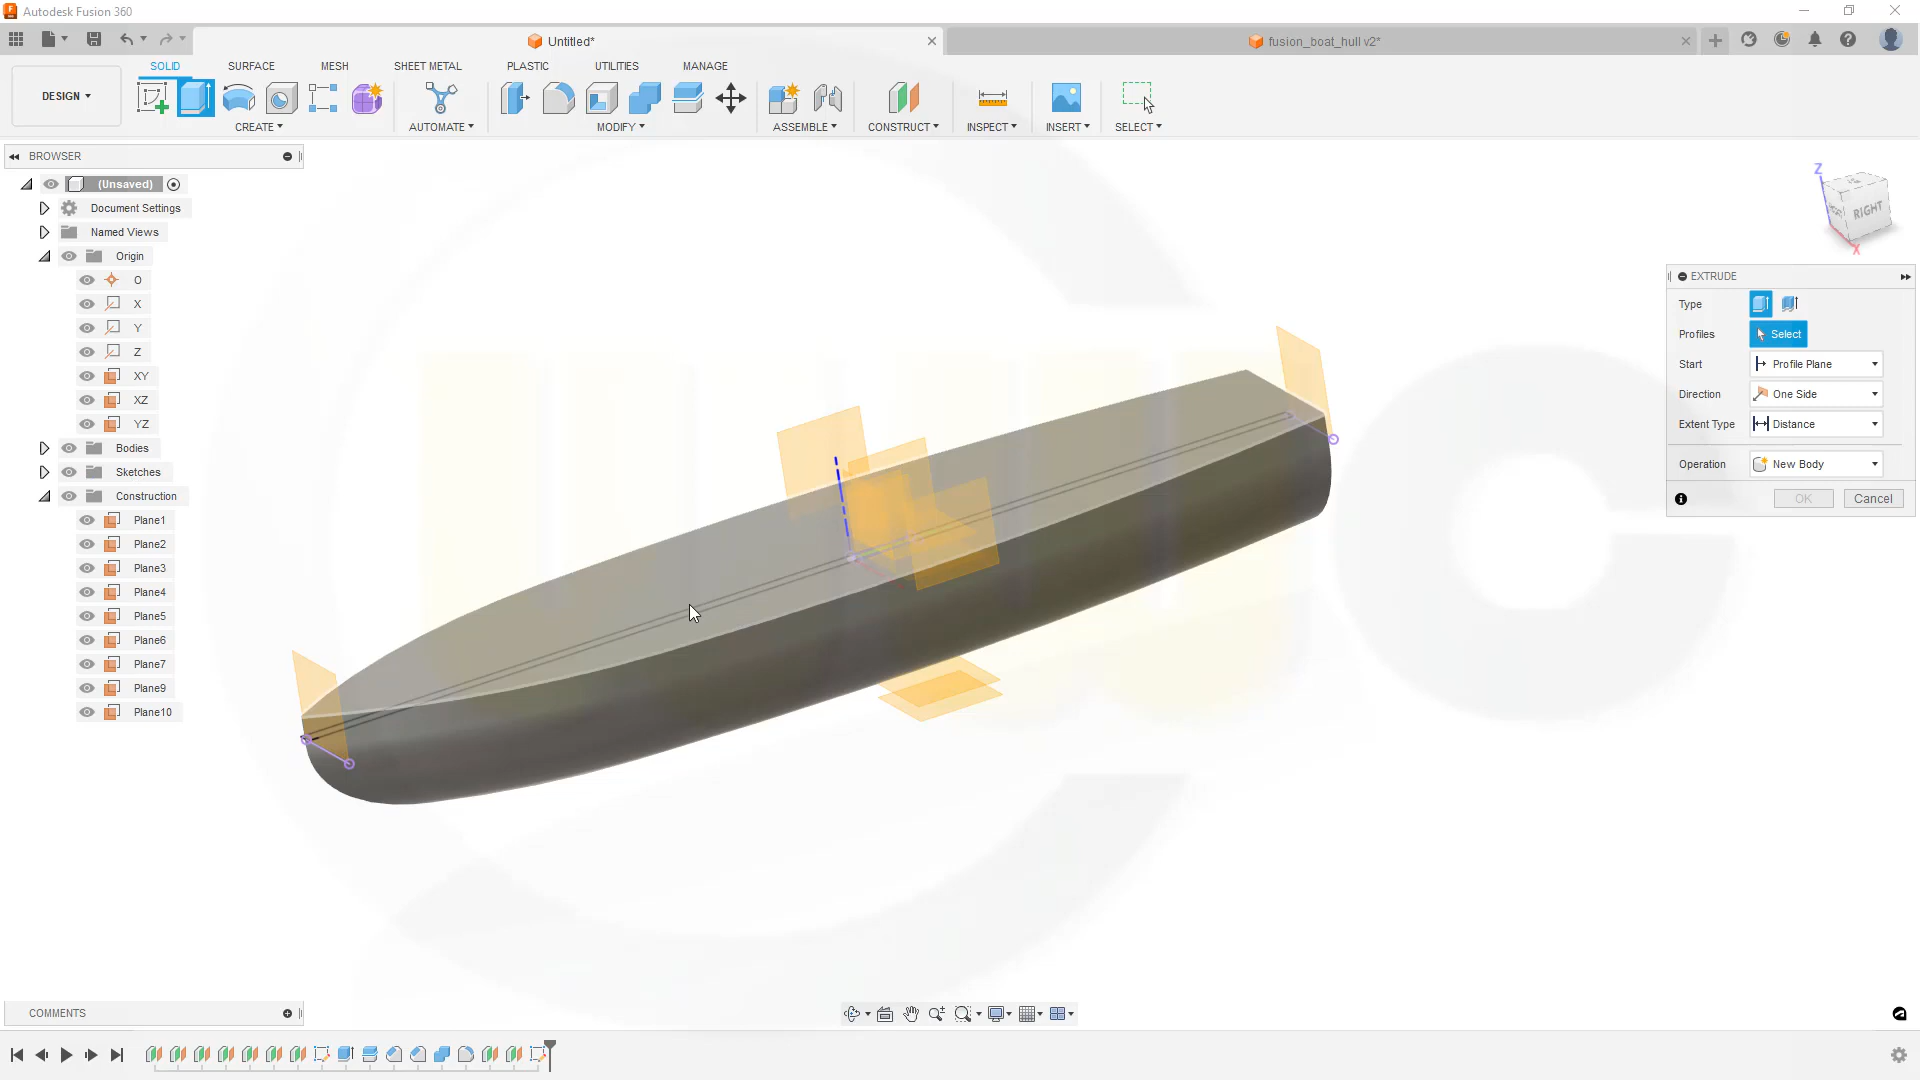 Autodesk Fusion 360
Untitled*
fusion_boat_hull v2*
DESIGN
SOLID
SURFACE
MESH
SHEET METAL
PLASTIC
UTILITIES
MANAGE
CREATE
AUTOMATE
MODIFY
ASSEMBLE
CONSTRUCT
INSPECT
INSERT
SELECT
BROWSER
(Unsaved)
Document Settings
Named Views
Origin
O
X
Y
Z
XY
XZ
YZ
Bodies
Sketches
Construction
Plane1
Plane2
Plane3
Plane4
Plane5
Plane6
Plane7
Plane9
Plane10
Z
RIGHT
X
EXTRUDE
Type
Profiles
Select
Start
Profile Plane
Direction
One Side
Extent Type
Distance
Operation
New Body
OK
Cancel
COMMENTS